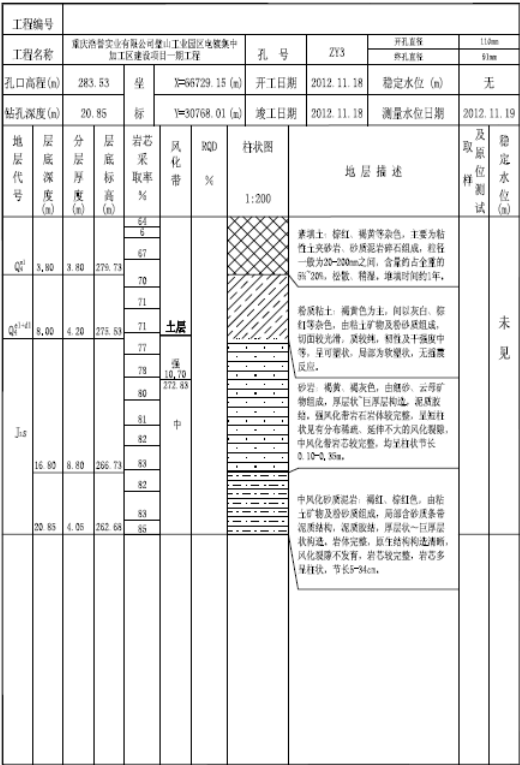 工程编号
工程名称 重庆浩誉实业有限公司璧山工业园区电镀集中加工区建设项目一期工程 孔 号 ZY3 开孔直径 110mm
终孔直径 91mm
孔口高程(m) 283.53 坐 X=66729.15 (m) 开工日期 2012.11.18 稳定水位 (m) 无
钻孔深度(m) 20.85 标 Y=30768.01 (m) 竣工日期 2012.11.18 测量水位日期 2012.11.19
地层代号 层底深度(m) 分层厚度(m) 层底标高(m) 岩芯采取率% 风化带 RQD % 柱状图 1:200 地 层 描 述 取样及原位测试 稳定水位(m)
64
6
67
3.80 3.80 279.73
70
71
8.00 4.20 275.53 71 土层
77
78 强
10.70
272.83
80
81 中
J₂s 82
16.80 8.80 266.73 83
82
83
20.85 4.05 262.68 85
素填土：棕红、褐黄等杂色，主要为粘
性土夹砂岩、砂质泥岩碎石组成，粒径
一般为20-200mm之间，含量约占全重的
5%~20%，松散，稍湿，堆填时间约1年。
粉质粘土：褐黄色为主，间以灰白、棕
红等杂色，由粘土矿物及粉砂质组成，
切面较光滑，质较纯，韧性及干强度中
等，呈可塑状，局部为软塑状，无摇震
反应。
砂岩：褐黄、褐灰色，由细砂、云母矿
物组成，厚层状~巨厚层构造，泥质胶
结，强风化带岩石岩体较完整，呈短柱
状见有分布稀疏、延伸不大的风化裂隙，
中风化带岩芯较完整，均呈柱状节长
0.10-0.35m。
中风化砂质泥岩：褐红、棕红色，由粘
土矿物及粉砂质组成，局部含砂质条带
泥质结构，泥质胶结，厚层状~巨厚层
状构造，岩体完整，原生结构构造清晰，
风化裂隙不发育，岩芯较完整，岩芯多
呈柱状，节长5-34cm。
未见